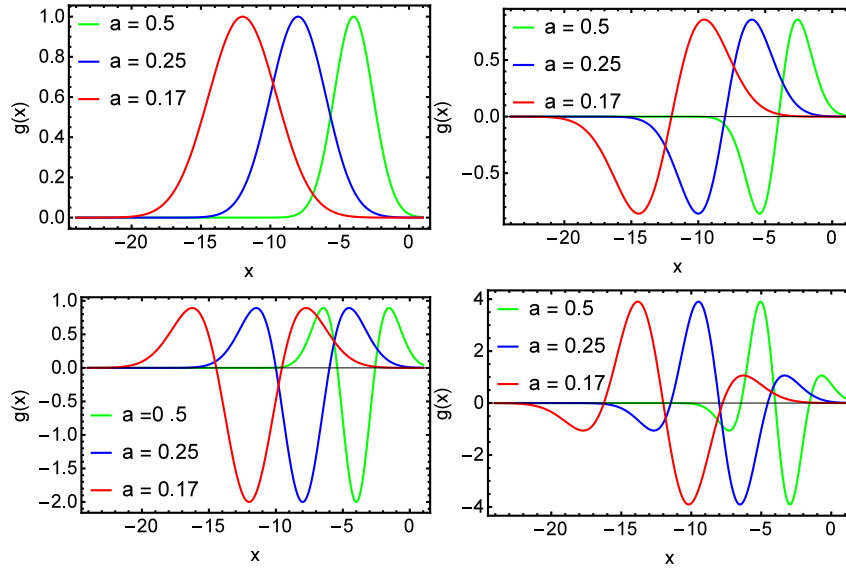 1.0
0.8
0.6
0.4
0.2
0.0
g(x)
a = 0.5
a = 0.25
a = 0.17
−20
−15
−10
−5
0
x
0.5
0.0
−0.5
g(x)
a = 0.5
a = 0.25
a = 0.17
−20
−15
−10
−5
0
x
1.0
0.5
0.0
−0.5
−1.0
−1.5
−2.0
g(x)
a =0 .5
a = 0.25
a = 0.17
−20
−15
−10
−5
0
x
4
2
0
−2
−4
g(x)
a = 0.5
a = 0.25
a = 0.17
−20
−15
−10
−5
0
x